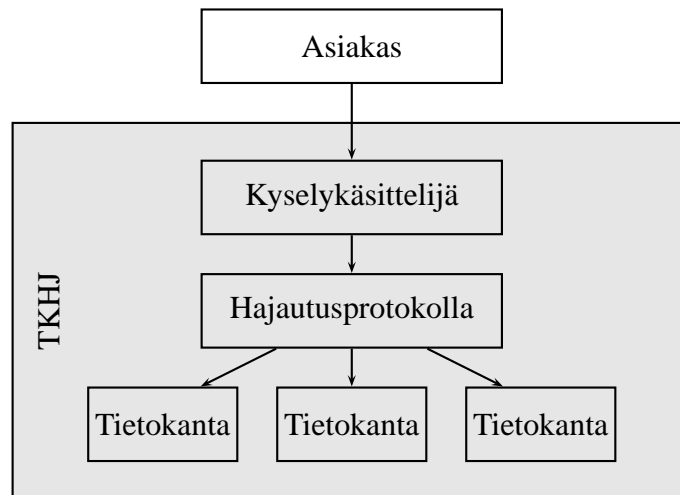 Asiakas
Kyselykäsittelijä
TKHJ
Hajautusprotokolla
Tietokanta
Tietokanta
Tietokanta